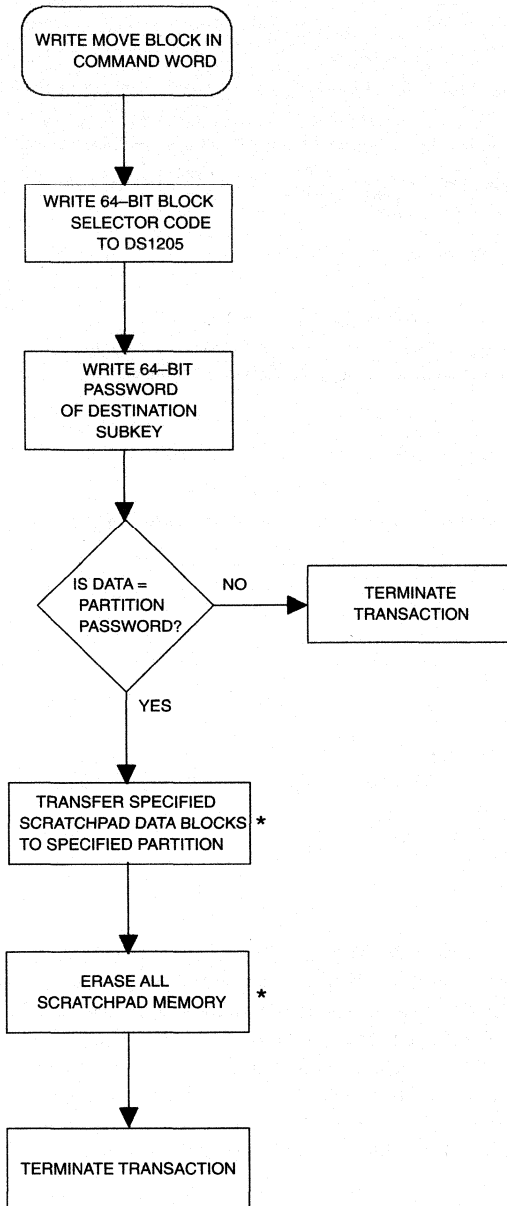 WRITE MOVE BLOCK IN
COMMAND WORD
WRITE 64–BIT BLOCK
SELECTOR CODE
TO DS1205
WRITE 64–BIT
PASSWORD
OF DESTINATION
SUBKEY
IS DATA =
PARTITION
PASSWORD?
NO
TERMINATE
TRANSACTION
YES
TRANSFER SPECIFIED
SCRATCHPAD DATA BLOCKS *
TO SPECIFIED PARTITION
ERASE ALL
SCRATCHPAD MEMORY *
TERMINATE TRANSACTION